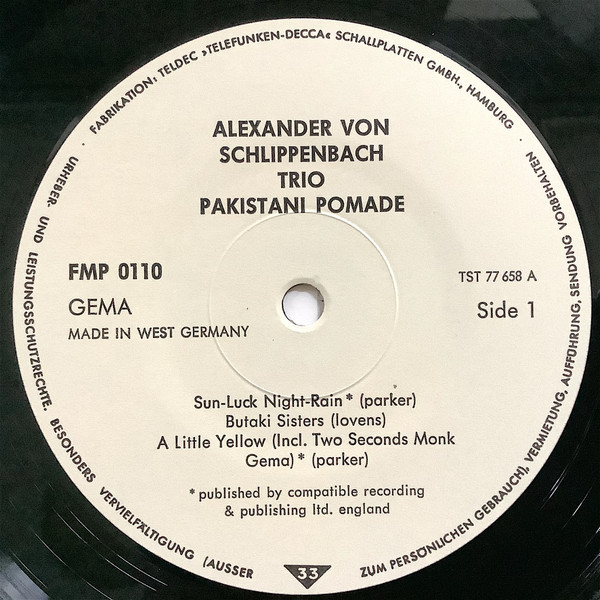 · FABRIKATION: TELDEC »TELEFUNKEN-DECCA« SCHALLPLATTEN GMBH., HAMBURG ·
URHEBER- UND LEISTUNGSSCHUTZRECHTE. BESONDERS VERVIELFÄLTIGUNG (AUSSER ZUM PERSÖNLICHEN GEBRAUCH), VERMIETUNG, AUFFÜHRUNG, SENDUNG VORBEHALTEN
ALEXANDER VON
SCHLIPPENBACH
TRIO
PAKISTANI POMADE
FMP 0110
TST 77 658 A
GEMA
Side 1
MADE IN WEST GERMANY
Sun-Luck Night-Rain* (parker)
Butaki Sisters (lovens)
A Little Yellow (Incl. Two Seconds Monk
Gema)* (parker)
*published by compatible recording
& publishing ltd. england
33